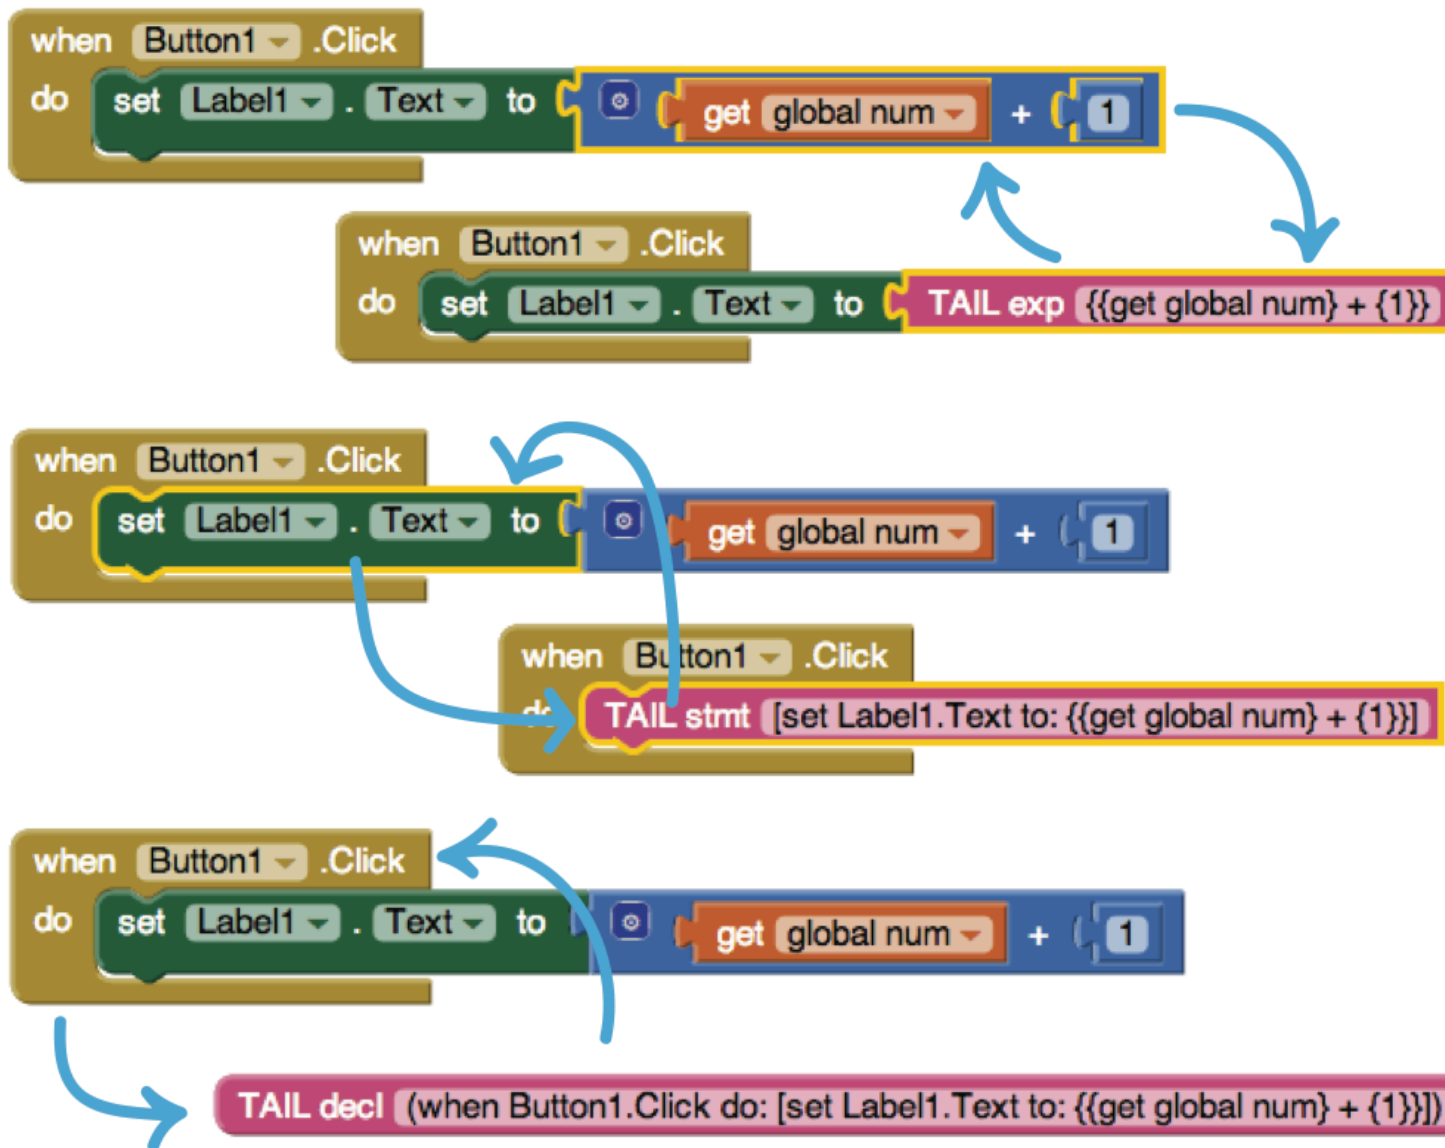 when Button1 .Click
do set Label1 . Text to get global num + 1
when Button1 .Click
do set Label1 . Text to TAIL exp {{get global num} + {1}}
when Button1 .Click
do set Label1 . Text to get global num + 1
when Button1 .Click
do TAIL stmt [set Label1.Text to: {{get global num} + {1}}]
when Button1 .Click
do set Label1 . Text to get global num + 1
TAIL decl (when Button1.Click do: [set Label1.Text to: {{get global num} + {1}}])